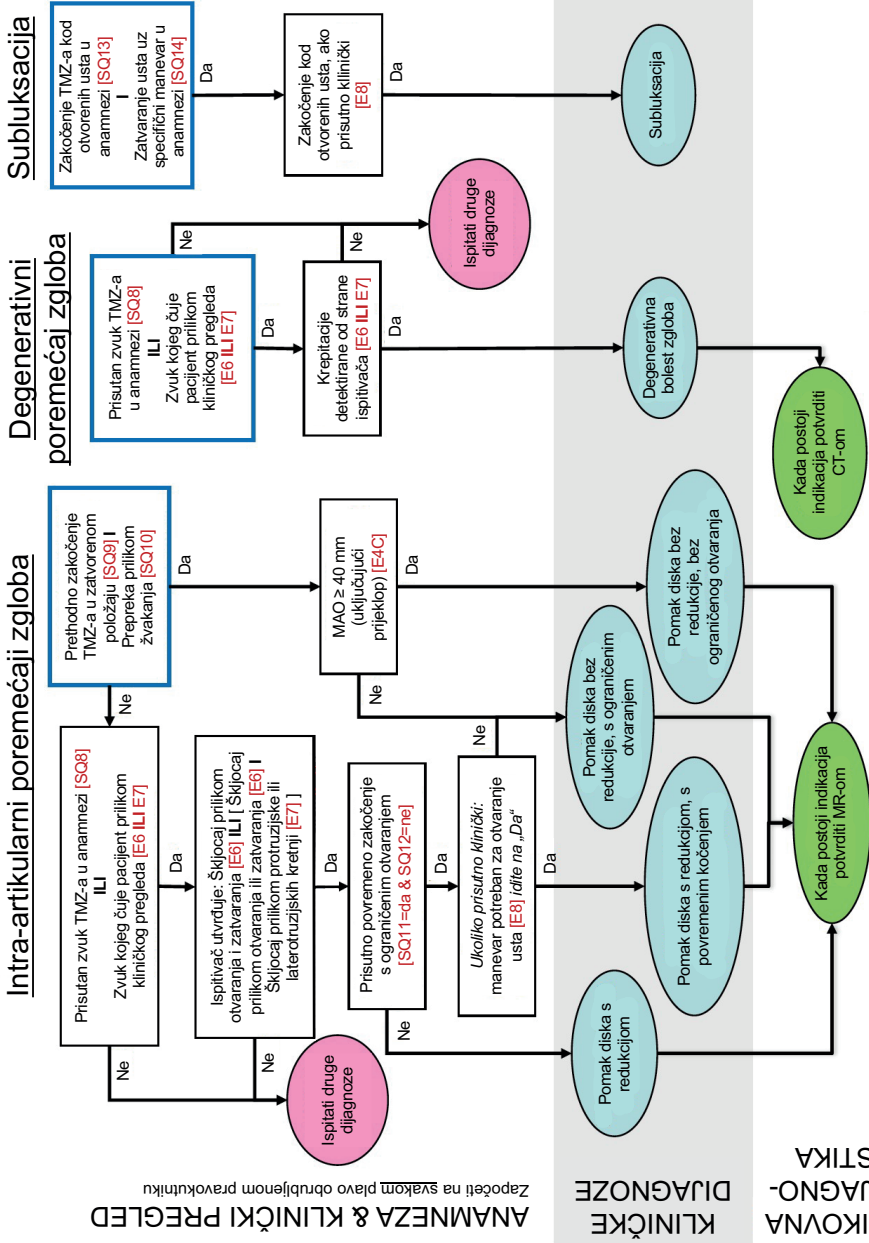 Intra-artikularni poremećaji zgloba
Degenerativni
poremećaj zgloba
Subluksacija
ANAMNEZA & KLINIČKI PREGLED
Započeti na svakom plavo obrubljenom pravokutniku
Prethodno zakočenje
TMZ-a u zatvorenom
položaju [SQ9] I
Prepreka prilikom
žvakanja [SQ10]
Ne
Da
Prisutan zvuk TMZ-a u anamnezi [SQ8]
ILI
Zvuk kojeg čuje pacijent prilikom
kliničkog pregleda [E6 ILI E7]
Ne
Da
Ispitivač utvrđuje: Škljocaj prilikom
otvaranja i zatvaranja [E6] ILI [ Škljocaj
prilikom otvaranja ili zatvaranja [E6] I
Škljocaj prilikom protruzijske ili
laterotruzijskih kretnji [E7] ]
Ne
Da
Ispitati druge
dijagnoze
Prisutno povremeno zakočenje
s ograničenim otvaranjem
[SQ11=da & SQ12=ne]
Ne
Da
Ukoliko prisutno klinički:
manevar potreban za otvaranje
usta [E8] idite na „Da“
Ne
Da
MAO ≥ 40 mm
(uključujući
prijeklop) [E4C]
Ne
Da
Prisutan zvuk TMZ-a
u anamnezi [SQ8]
ILI
Zvuk kojeg čuje
pacijent prilikom
kliničkog pregleda
[E6 ILI E7]
Ne
Da
Krepitacije
detektirane od strane
ispitivača [E6 ILI E7]
Ne
Da
Ispitati druge
dijagnoze
Zakočenje TMZ-a kod
otvorenih usta u
anamnezi [SQ13]
I
Zatvaranje usta uz
specifični manevar u
anamnezi [SQ14]
Da
Zakočenje kod
otvorenih usta, ako
prisutno kllinički
[E8]
Da
KLINIČKE
DIJAGNOZE
Pomak diska s
redukcijom
Pomak diska s redukcijom, s
povremenim kočenjem
Pomak diska bez
redukcije, s ograničenim
otvaranjem
Pomak diska bez
redukcije, bez
ograničenog otvaranja
Degenerativna
bolest zgloba
Subluksacija
IKOVNA
JAGNO-
STIKA
Kada postoji indikacija
potvrditi MR-om
Kada postoji
indikacija potvrditi
CT-om